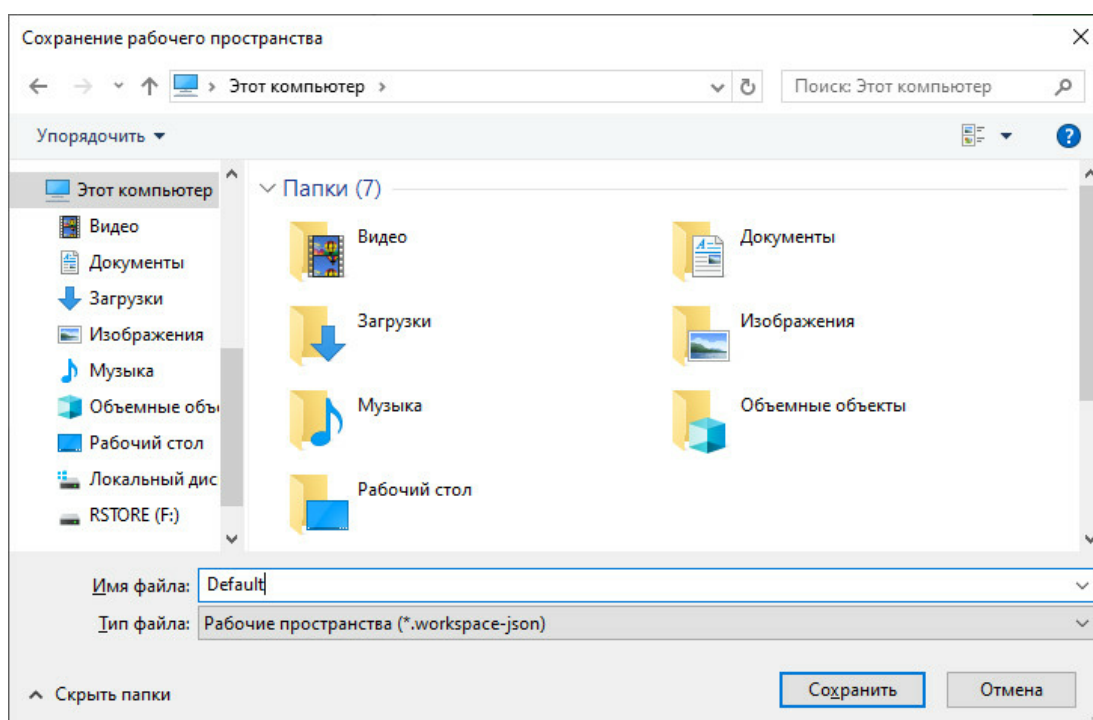 Сохранение рабочего пространства
Этот компьютер
Поиск: Этот компьютер
Упорядочить
Этот компьютер
Видео
Документы
Загрузки
Изображения
Музыка
Объемные объ
Рабочий стол
Локальный дис
RSTORE (F:)
Папки (7)
Видео
Документы
Загрузки
Изображения
Музыка
Объемные объекты
Рабочий стол
Имя файла: Default
Тип файла: Рабочие пространства (*.workspace-json)
Скрыть папки
Сохранить
Отмена